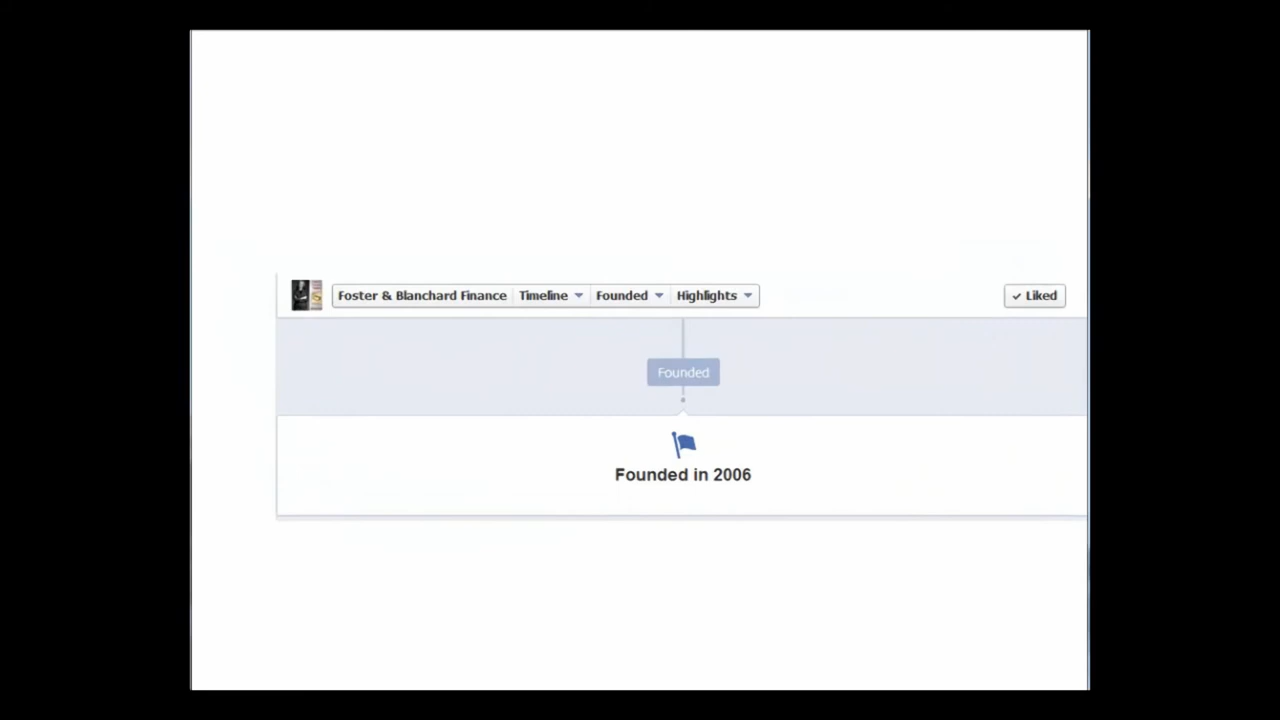 Foster & Blanchard Finance Timeline Founded Highlights ✓ Liked
Founded
Founded in 2006